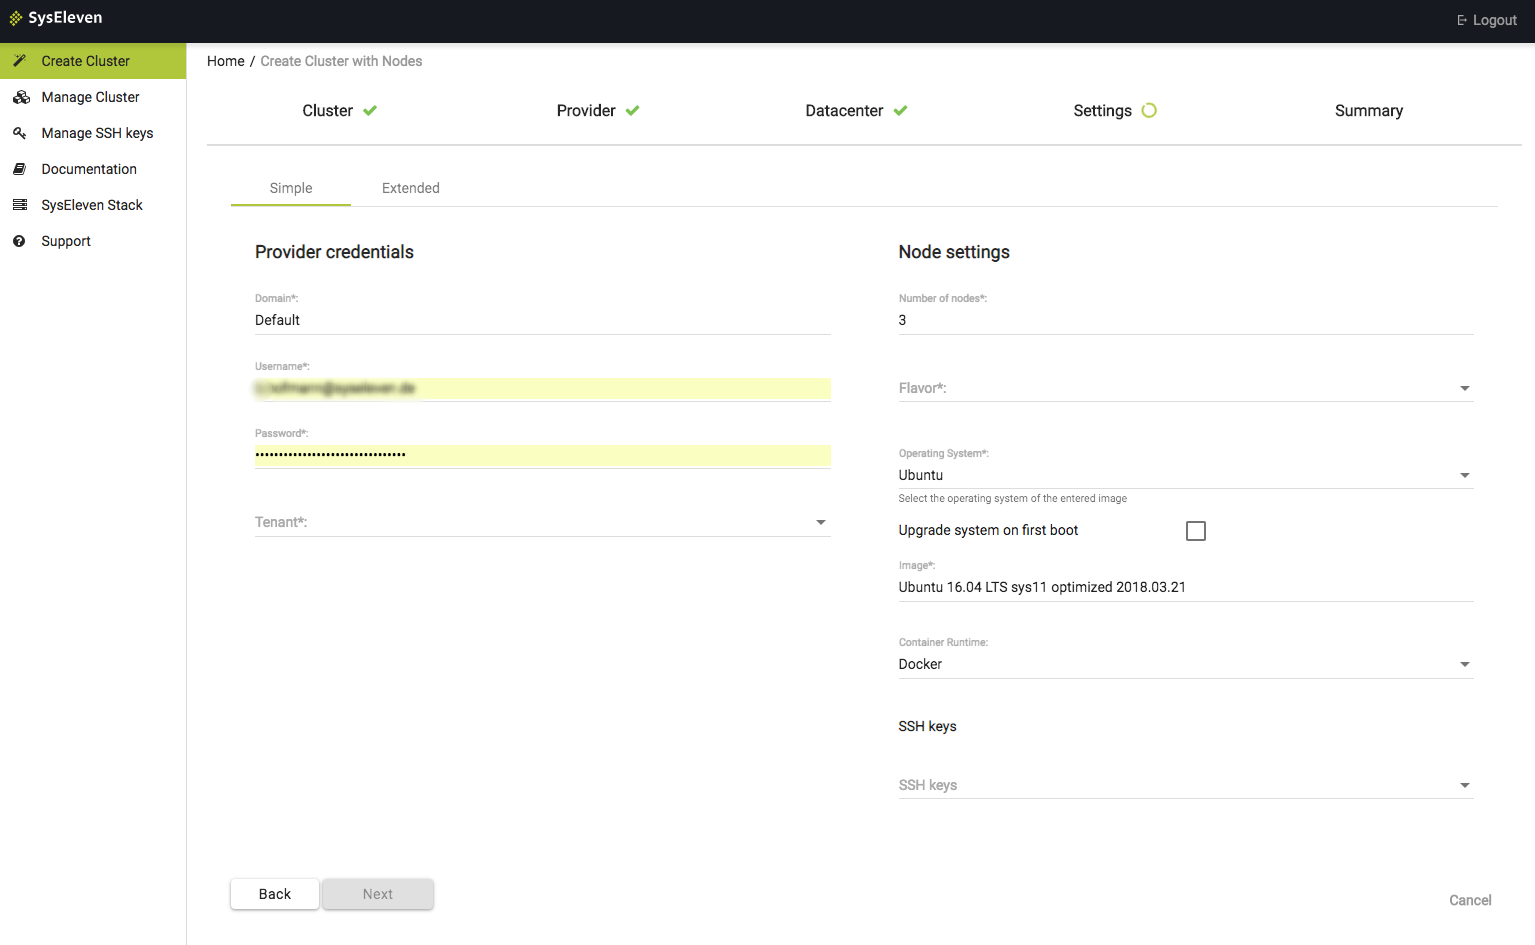 SysEleven
Logout
Create Cluster
Manage Cluster
Manage SSH keys
Documentation
SysEleven Stack
Support
Home / Create Cluster with Nodes
Cluster
Provider
Datacenter
Settings
Summary
Simple
Extended
Provider credentials
Domain*:
Default
Username*:
Password*:
Tenant*:
Node settings
Number of nodes*:
3
Flavor*:
Operating System*:
Ubuntu
Select the operating system of the entered image
Upgrade system on first boot
Image*:
Ubuntu 16.04 LTS sys11 optimized 2018.03.21
Container Runtime:
Docker
SSH keys
SSH keys
Back
Next
Cancel